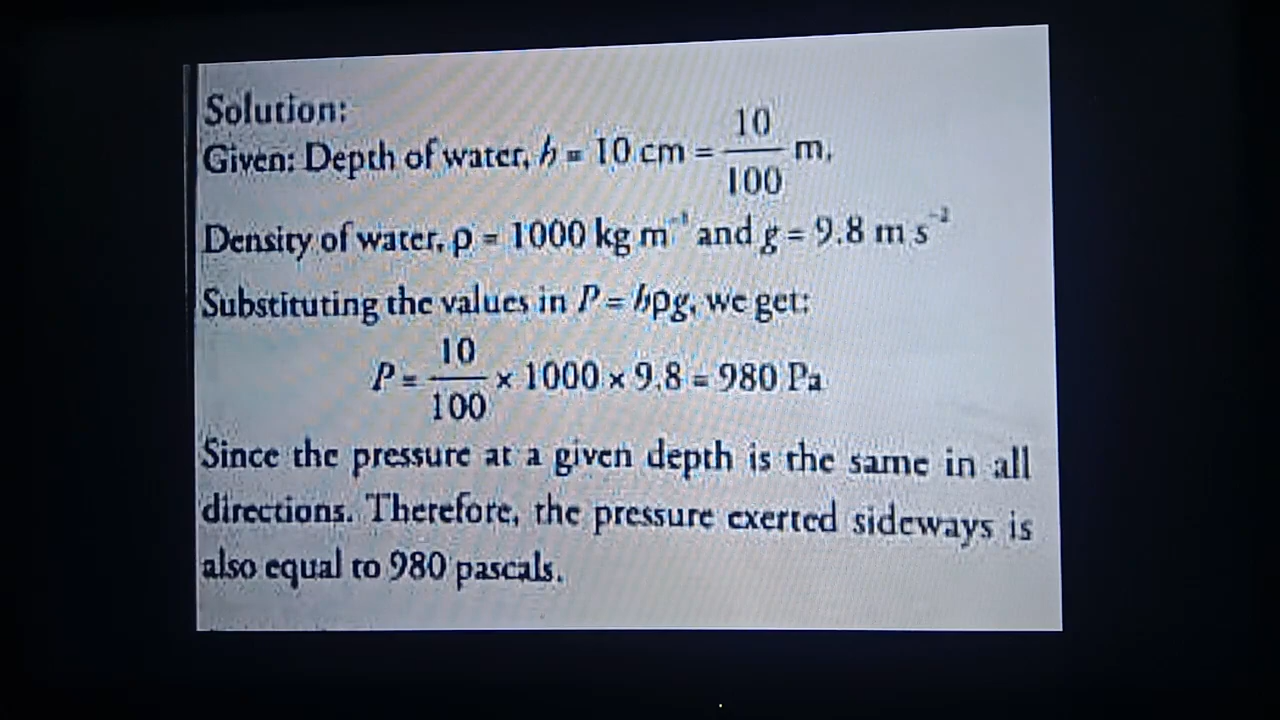 Solution:
Given: Depth of water, h = 10 cm = 10/100 m,
Density of water, ρ = 1000 kg m and g = 9.8 m s⁻²
Substituting the values in P = hρg, we get:
P = 10/100 × 1000 × 9.8 = 980 Pa
Since the pressure at a given depth is the same in all
directions. Therefore, the pressure exerted sideways is
also equal to 980 pascals.